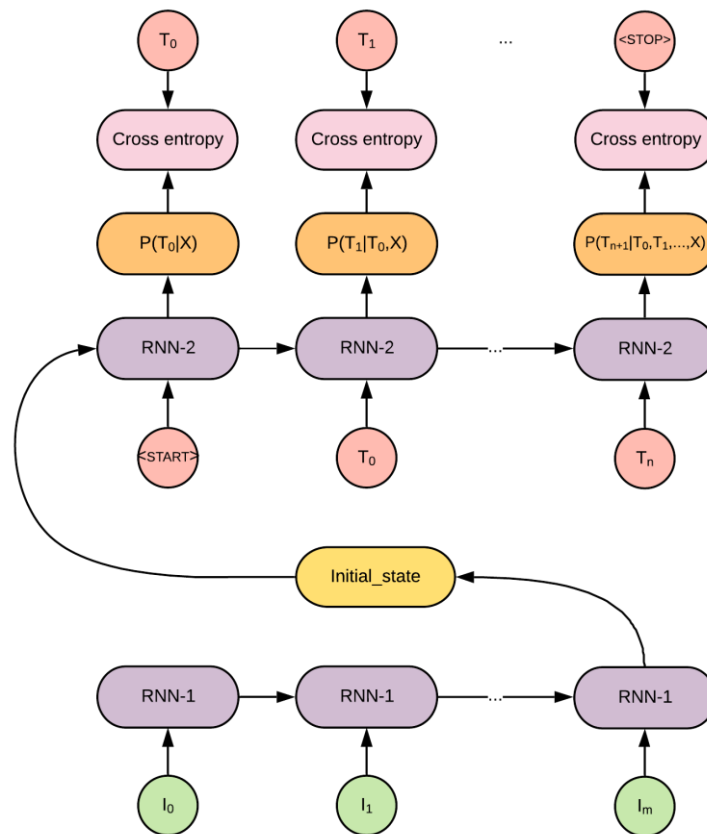 T₀ T₁ ... <STOP>
Cross entropy Cross entropy Cross entropy
P(T₀|X) P(T₁|T₀,X) P(Tₙ₊₁|T₀,T₁,...,X)
RNN-2 RNN-2 ... RNN-2
<START> T₀ Tₙ
Initial_state
RNN-1 RNN-1 ... RNN-1
I₀ I₁ Iₘ